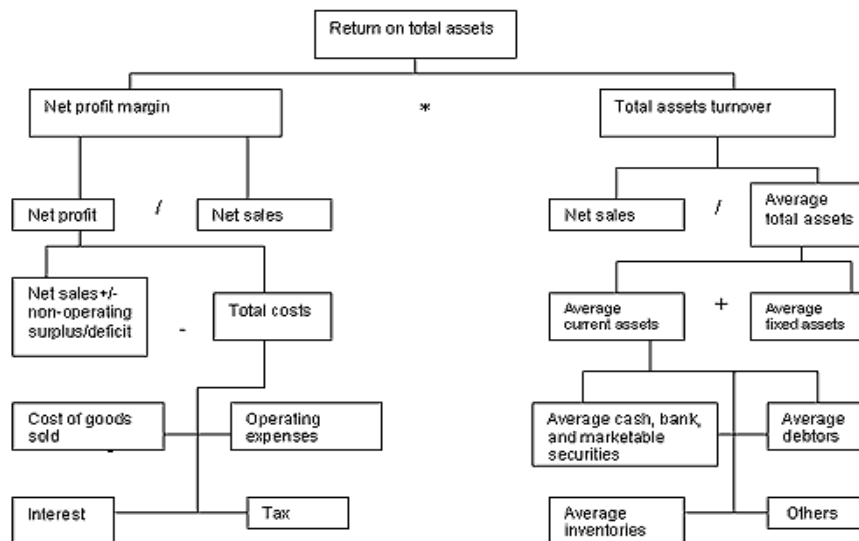 Return on total assets
Net profit margin
*
Total assets turnover
Net profit
/
Net sales
Net sales
/
Average
total assets
Net sales+/-
non-operating
surplus/deficit
-
Total costs
Average
current assets
+
Average
fixed assets
Cost of goods
sold
Operating
expenses
Average cash, bank,
and marketable
securities
Average
debtors
Interest
Tax
Average
inventories
Others